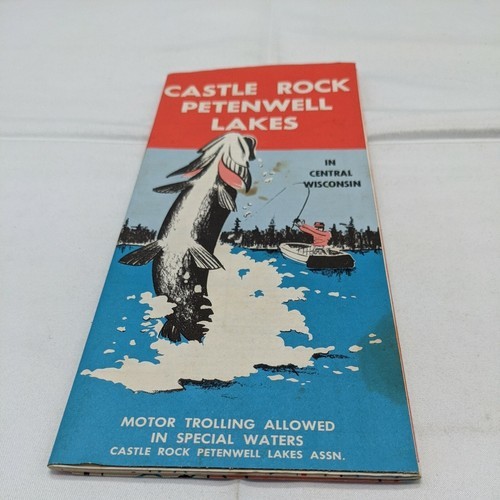 CASTLE ROCK
PETENWELL
LAKES
IN
CENTRAL
WISCONSIN
MOTOR TROLLING ALLOWED
IN SPECIAL WATERS
CASTLE ROCK PETENWELL LAKES ASSN.